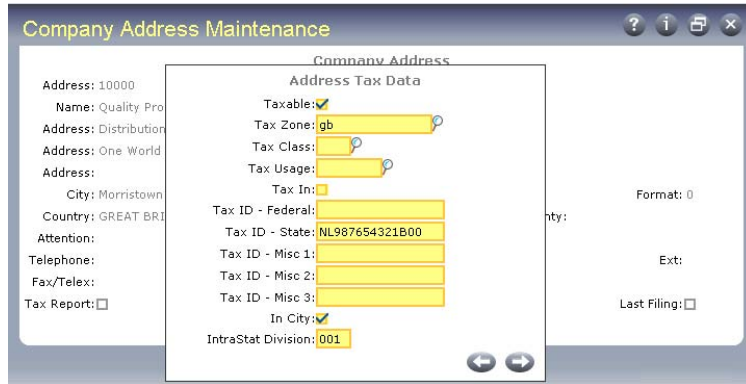 Company Address Maintenance
Company Address
Address Tax Data
Address: 10000
Name: Quality Pro
Address: Distribution
Address: One World
Address:
City: Morristown
Format: 0
Country: GREAT BRI
nty:
Attention:
Telephone:
Ext:
Fax/Telex:
Tax Report:
Last Filing:
Taxable:
Tax Zone: gb
Tax Class:
Tax Usage:
Tax In:
Tax ID - Federal:
Tax ID - State: NL987654321B00
Tax ID - Misc 1:
Tax ID - Misc 2:
Tax ID - Misc 3:
In City:
IntraStat Division: 001